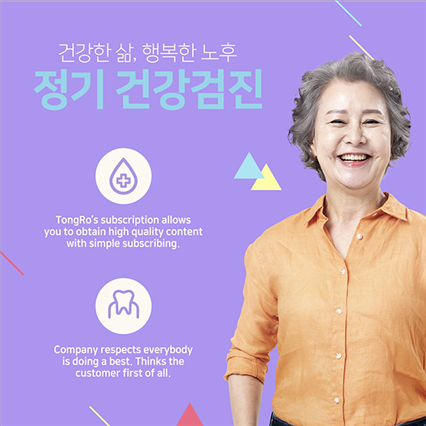 건강한 삶, 행복한 노후
정기 건강검진
TongRo's subscription allows
you to obtain high quality content
with simple subscribing.
Company respects everybody
is doing a best. Thinks the
customer first of all.